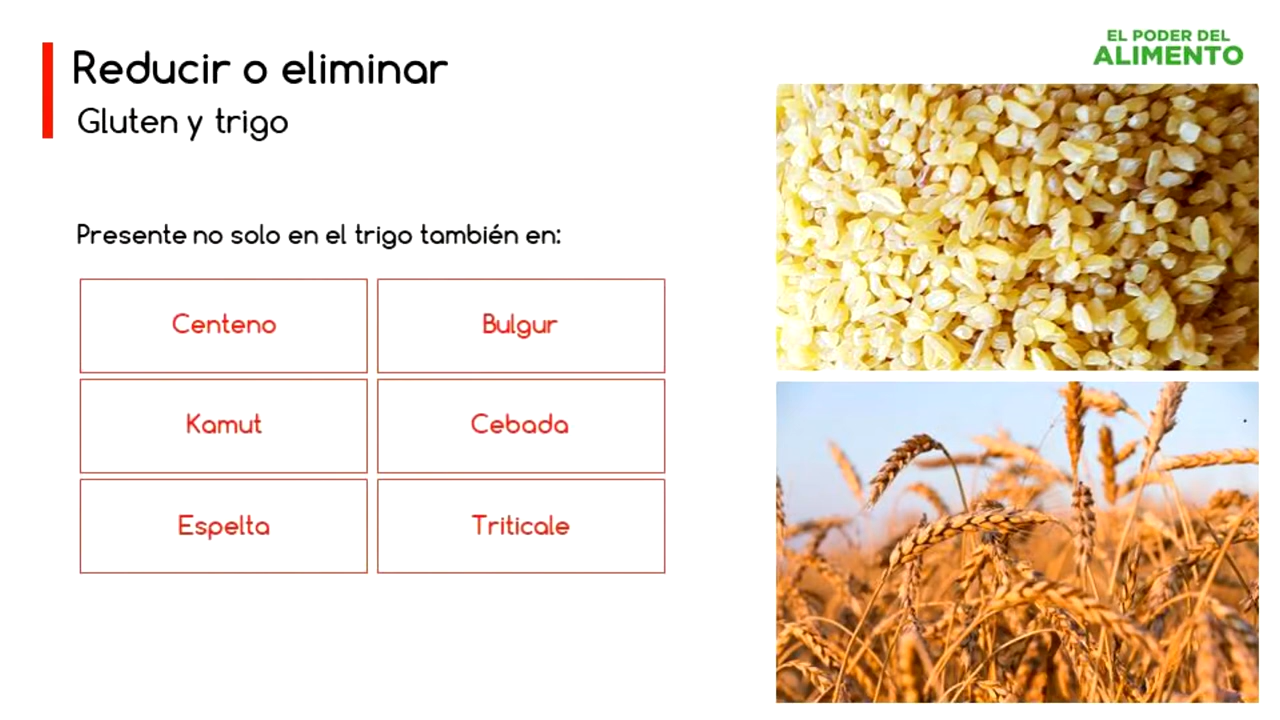 EL PODER DEL
ALIMENTO
Reducir o eliminar
Gluten y trigo
Presente no solo en el trigo también en:
Centeno
Bulgur
Kamut
Cebada
Espelta
Triticale